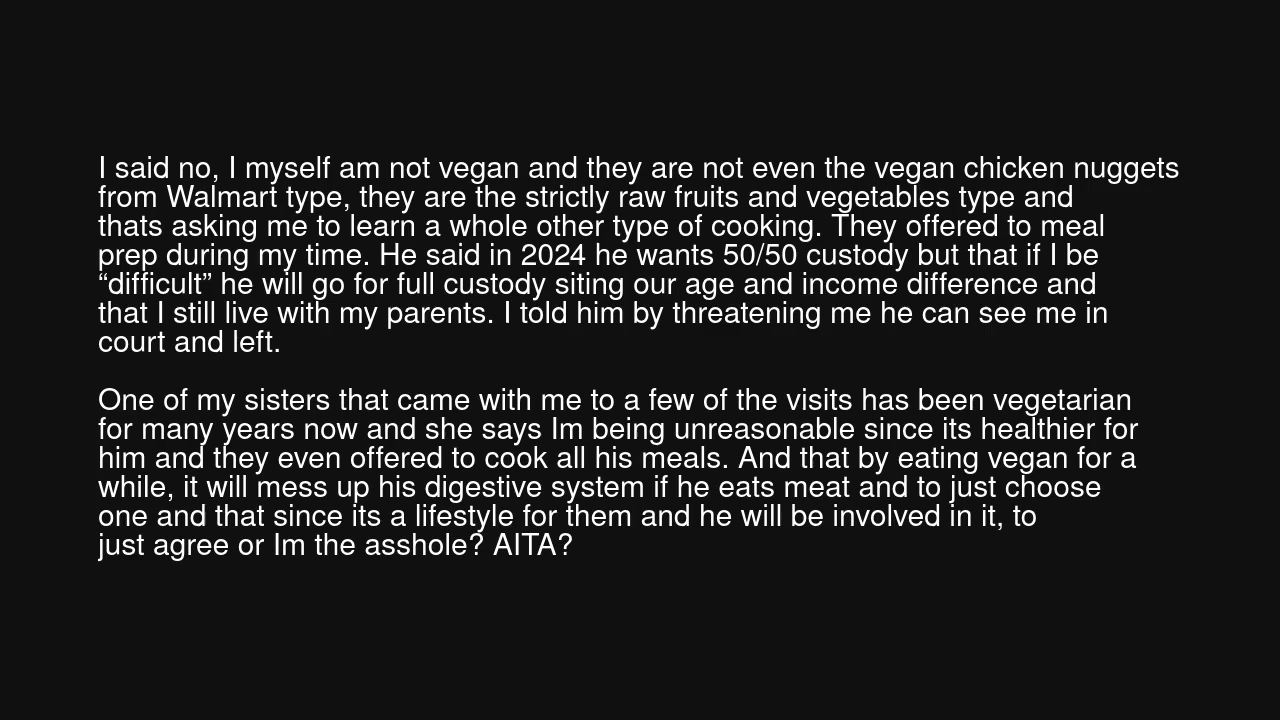 I said no, I myself am not vegan and they are not even the vegan chicken nuggets
from Walmart type, they are the strictly raw fruits and vegetables type and
thats asking me to learn a whole other type of cooking. They offered to meal
prep during my time. He said in 2024 he wants 50/50 custody but that if I be
“difficult” he will go for full custody siting our age and income difference and
that I still live with my parents. I told him by threatening me he can see me in
court and left.

One of my sisters that came with me to a few of the visits has been vegetarian
for many years now and she says Im being unreasonable since its healthier for
him and they even offered to cook all his meals. And that by eating vegan for a
while, it will mess up his digestive system if he eats meat and to just choose
one and that since its a lifestyle for them and he will be involved in it, to
just agree or Im the asshole? AITA?